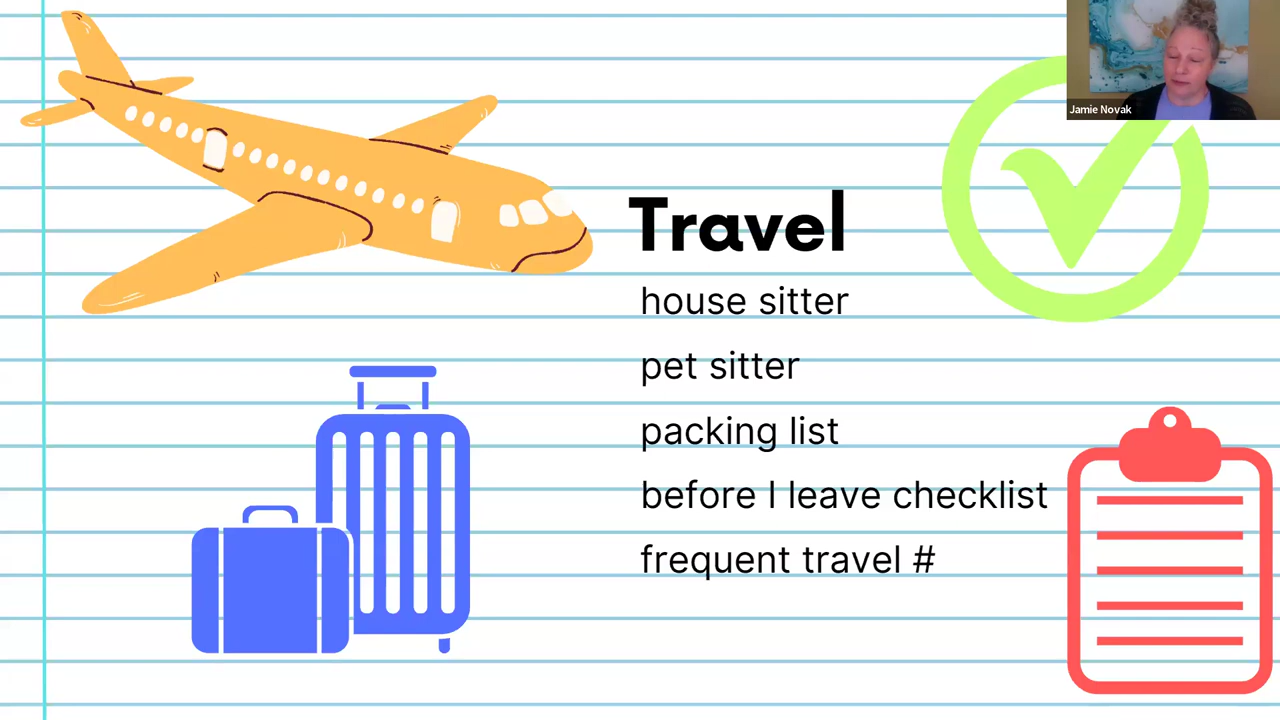 Jamie Novak
Travel
house sitter
pet sitter
packing list
before I leave checklist
frequent travel #